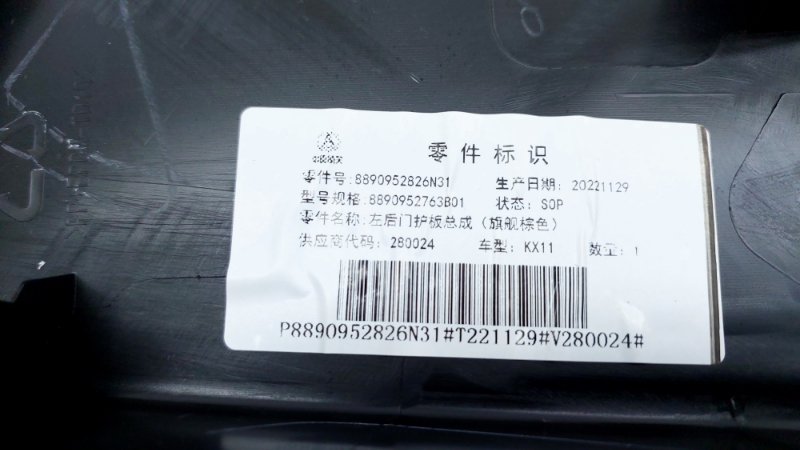 零件标识
零件号:8890952826N31 生产日期: 20221129
型号规格:8890952763B01 状态: SOP
零件名称:左后门护板总成(旗舰棕色)
供应商代码: 280024 车型: KX11 数量: 1
P8890952826N31#T221129#V280024#